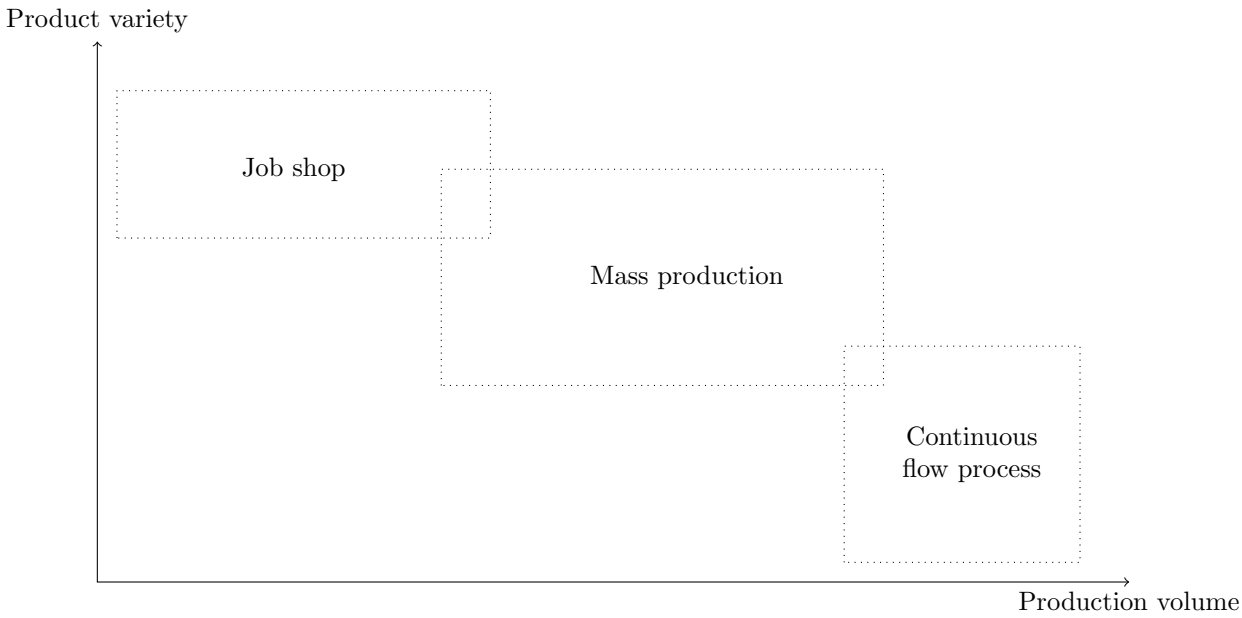 Product variety
Job shop
Mass production
Continuous
flow process
Production volume